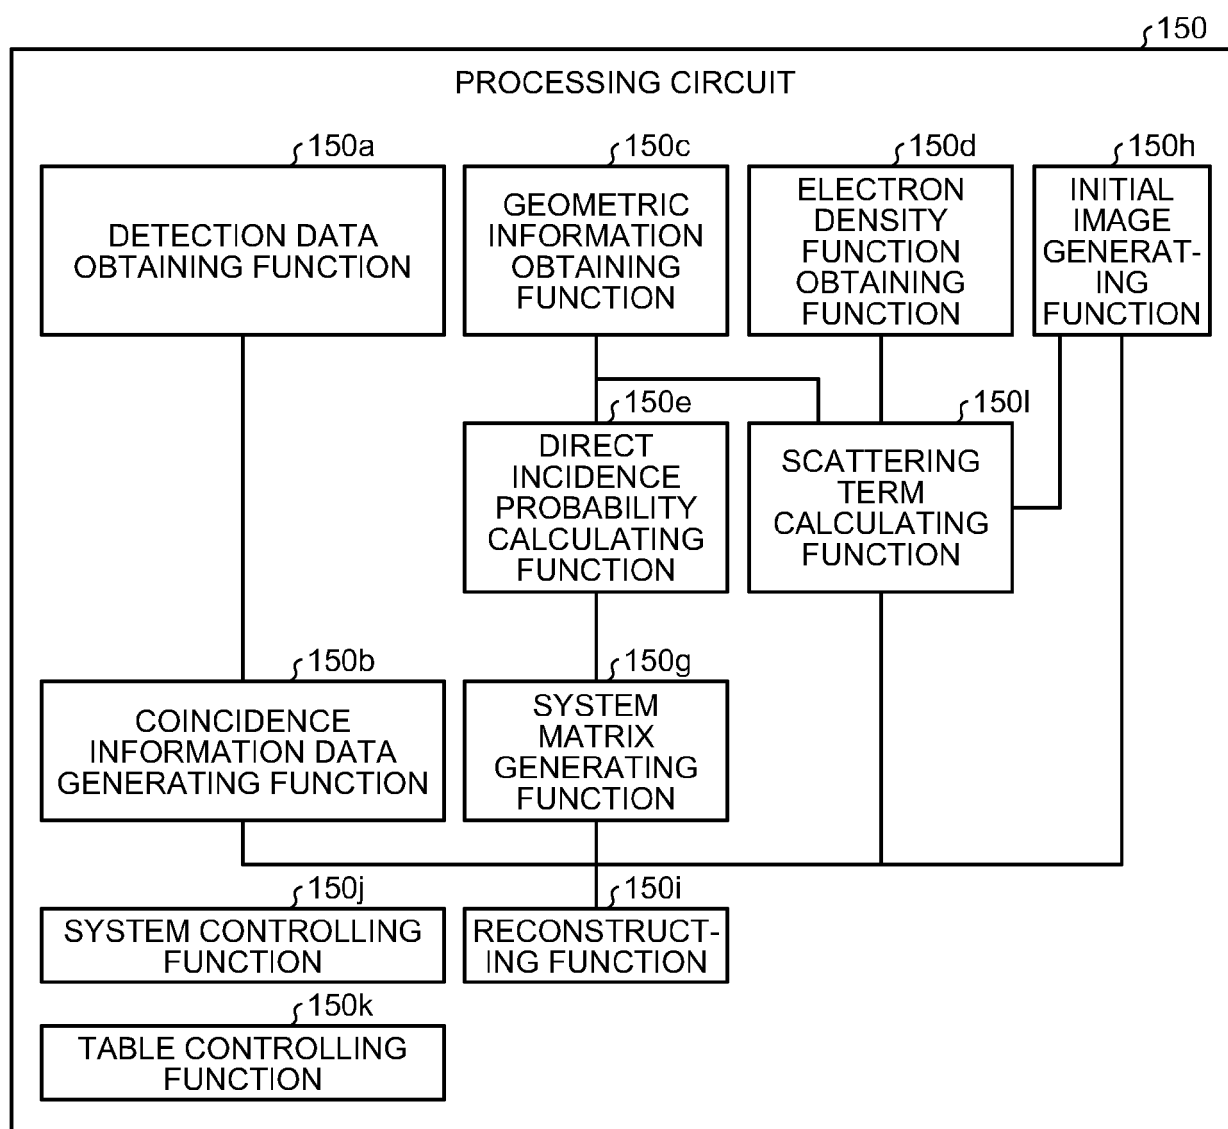 150
PROCESSING CIRCUIT
150a
DETECTION DATA
OBTAINING FUNCTION
150c
GEOMETRIC
INFORMATION
OBTAINING
FUNCTION
150d
ELECTRON
DENSITY
FUNCTION
OBTAINING
FUNCTION
150h
INITIAL
IMAGE
GENERAT-
ING
FUNCTION
150e
DIRECT
INCIDENCE
PROBABILITY
CALCULATING
FUNCTION
150l
SCATTERING
TERM
CALCULATING
FUNCTION
150b
COINCIDENCE
INFORMATION DATA
GENERATING FUNCTION
150g
SYSTEM
MATRIX
GENERATING
FUNCTION
150j
SYSTEM CONTROLLING
FUNCTION
150i
RECONSTRUCT-
ING FUNCTION
150k
TABLE CONTROLLING
FUNCTION